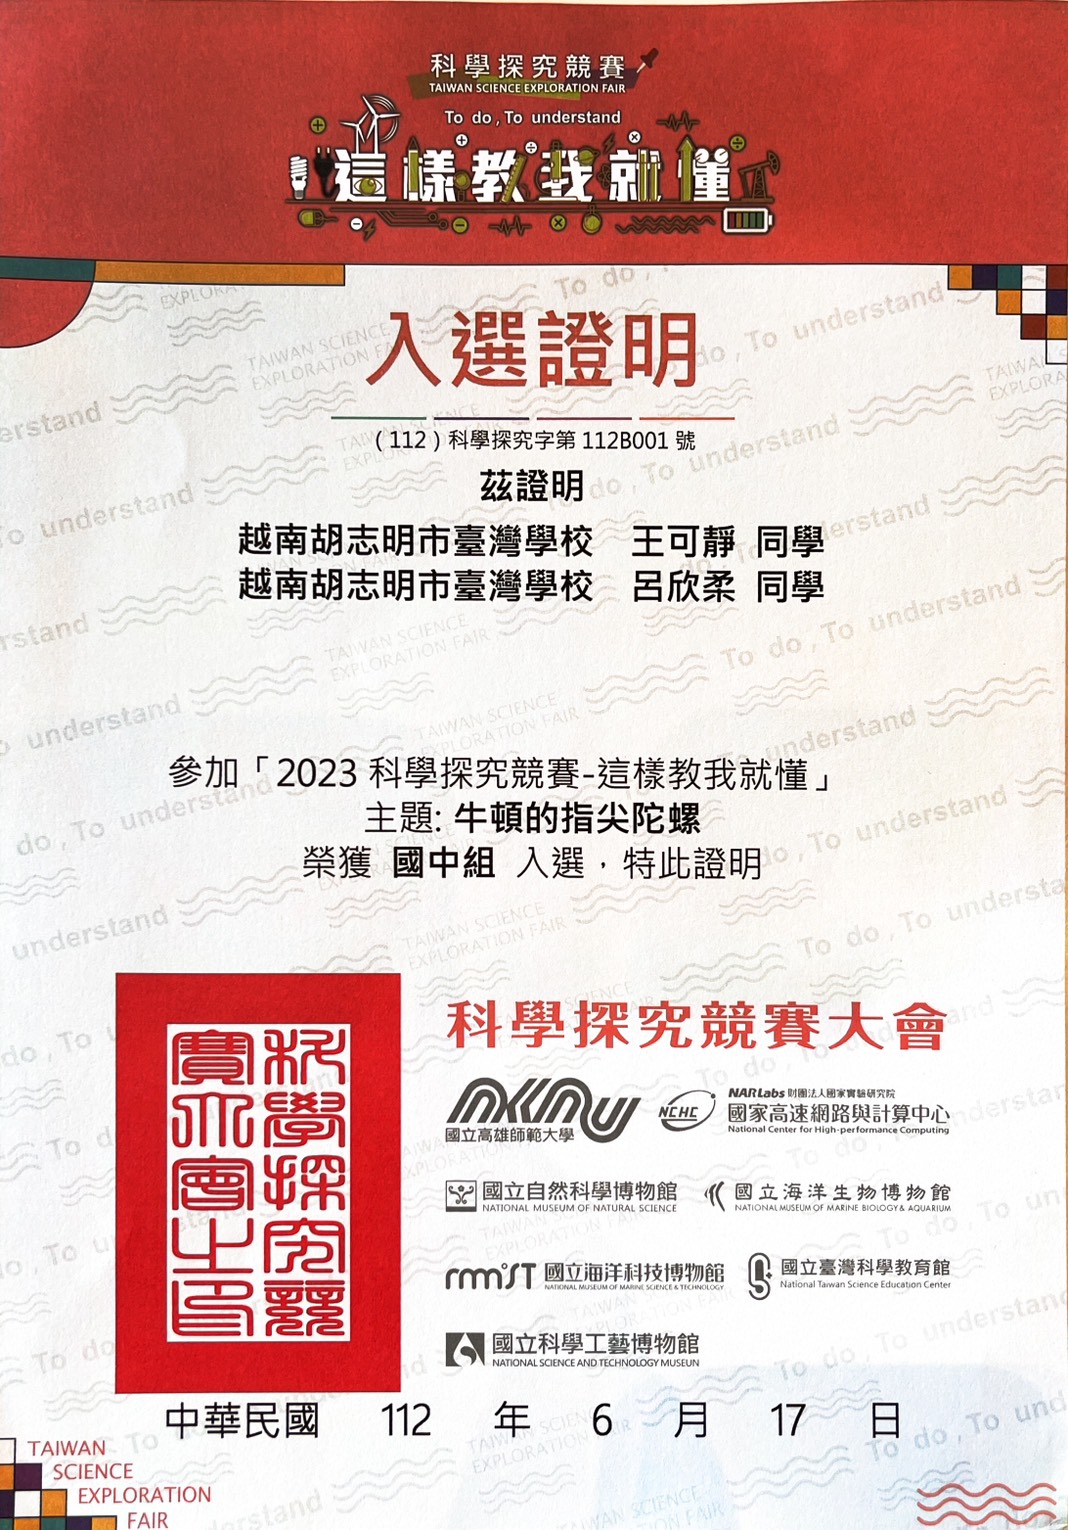 科學探究競賽
TAIWAN SCIENCE EXPLORATION FAIR
To do , To understand
這樣教我就懂
入選證明
（112）科學探究字第 112B001 號
茲證明
越南胡志明市臺灣學校 王可靜 同學
越南胡志明市臺灣學校 呂欣柔 同學
參加「2023 科學探究競賽-這樣教我就懂」
主題: 牛頓的指尖陀螺
榮獲 國中組 入選，特此證明
科學探究競賽大會之印
科學探究競賽大會
國立高雄師範大學
NCHC
NARLabs 財團法人國家實驗研究院
國家高速網路與計算中心
National Center for High-performance Computing
國立自然科學博物館
NATIONAL MUSEUM OF NATURAL SCIENCE
國立海洋生物博物館
NATIONAL MUSEUM OF MARINE BIOLOGY & AQUARIUM
國立海洋科技博物館
NATIONAL MUSEUM OF MARINE SCIENCE & TECHNOLOGY
國立臺灣科學教育館
National Taiwan Science Education Center
國立科學工藝博物館
NATIONAL SCIENCE AND TECHNOLOGY MUSEUN
中華民國 112 年 6 月 17 日
TAIWAN
SCIENCE
EXPLORATION
FAIR